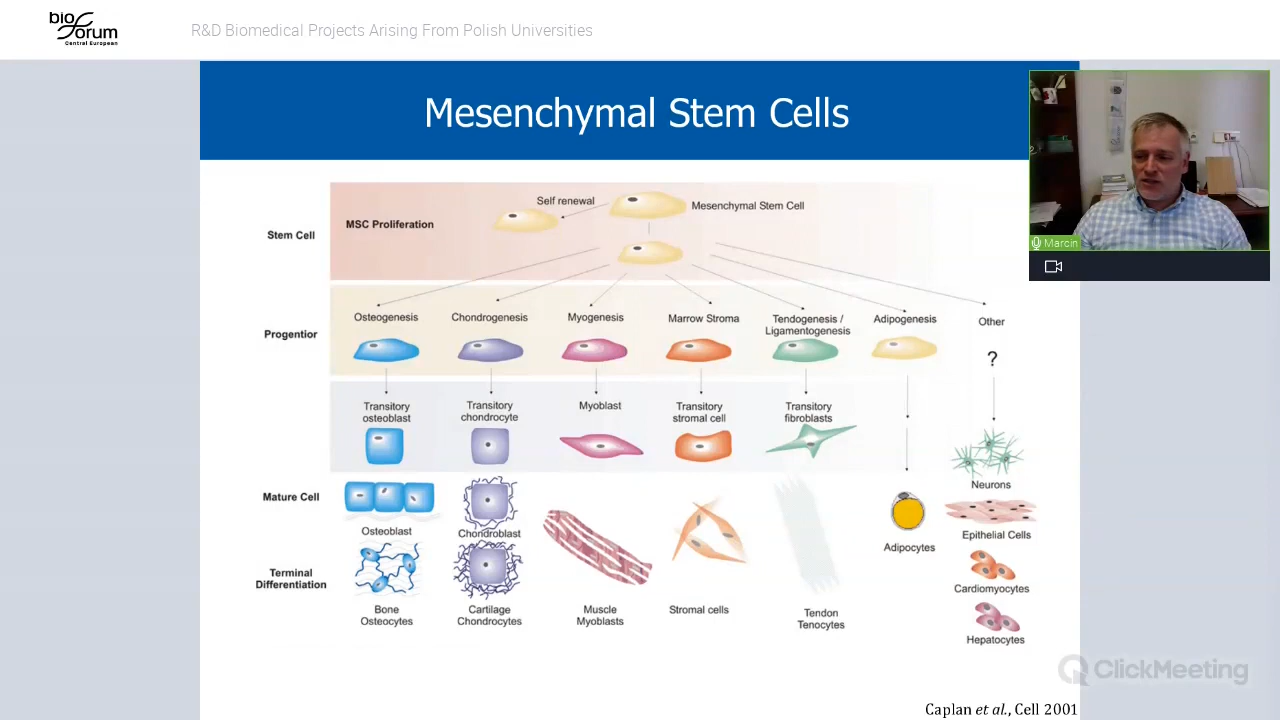 bio
forum
Central European
R&D Biomedical Projects Arising From Polish Universities
Mesenchymal Stem Cells
Marcin
Self renewal
Mesenchymal Stem Cell
MSC Proliferation
Stem Cell
Progentior
Osteogenesis
Chondrogenesis
Myogenesis
Marrow Stroma
Tendogenesis /
Ligamentogenesis
Adipogenesis
Other
?
Transitory
osteoblast
Transitory
chondrocyte
Myoblast
Transitory
stromal cell
Transitory
fibroblasts
Neurons
Mature Cell
Osteoblast
Chondroblast
Adipocytes
Epithelial Cells
Terminal
Differentiation
Bone
Osteocytes
Cartilage
Chondrocytes
Muscle
Myoblasts
Stromal cells
Tendon
Tenocytes
Cardiomyocytes
Hepatocytes
ClickMeeting
Caplan et al., Cell 2001